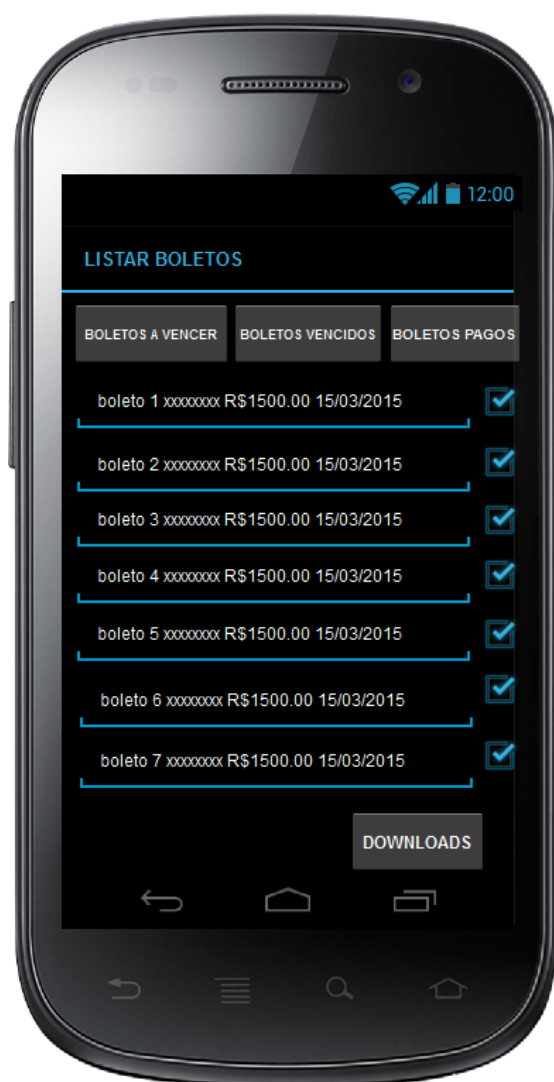 12:00
LISTAR BOLETOS
BOLETOS A VENCER BOLETOS VENCIDOS BOLETOS PAGOS
boleto 1 xxxxxxxx R$1500.00 15/03/2015
boleto 2 xxxxxxxx R$1500.00 15/03/2015
boleto 3 xxxxxxxx R$1500.00 15/03/2015
boleto 4 xxxxxxxx R$1500.00 15/03/2015
boleto 5 xxxxxxxx R$1500.00 15/03/2015
boleto 6 xxxxxxxx R$1500.00 15/03/2015
boleto 7 xxxxxxxx R$1500.00 15/03/2015
DOWNLOADS